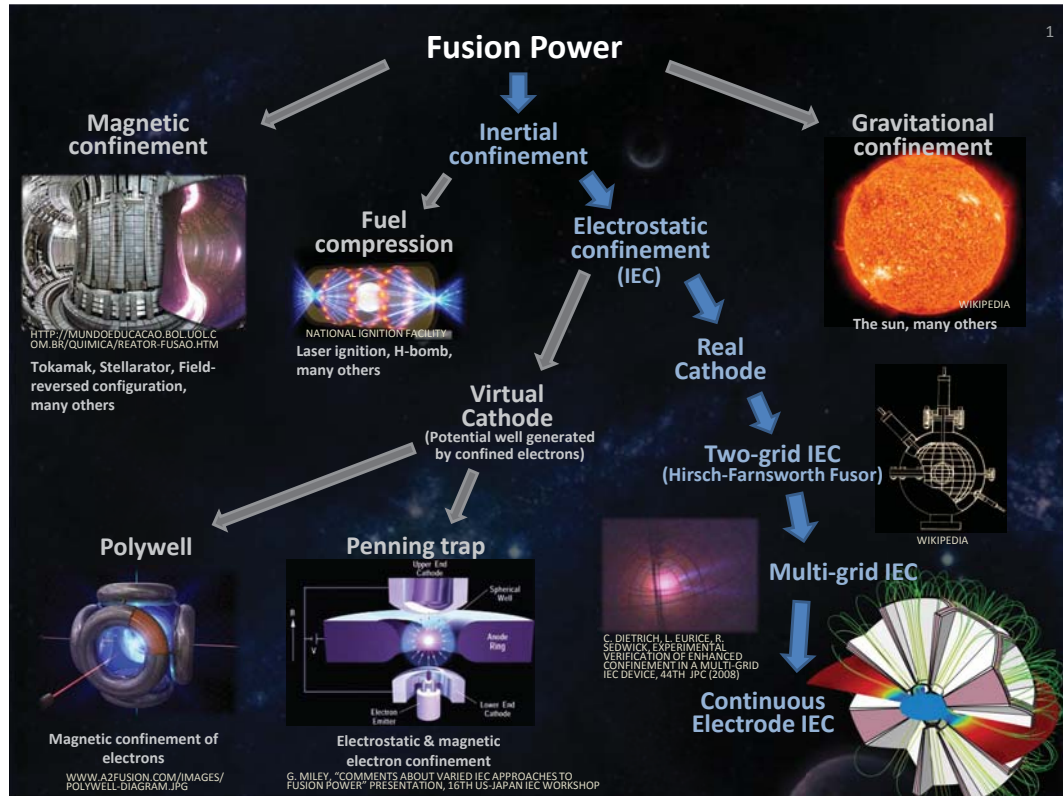 1
Fusion Power
Magnetic
confinement
Inertial
confinement
Gravitational
confinement
HTTP://MUNDOEDUCACAO.BOL.UOL.C
OM.BR/QUIMICA/REATOR-FUSAO.HTM
Tokamak, Stellarator, Field-
reversed configuration,
many others
Fuel
compression
NATIONAL IGNITION FACILITY
Laser ignition, H-bomb,
many others
Electrostatic
confinement
(IEC)
WIKIPEDIA
The sun, many others
Virtual
Cathode
(Potential well generated
by confined electrons)
Real
Cathode
Two-grid IEC
(Hirsch-Farnsworth Fusor)
WIKIPEDIA
Polywell
Magnetic confinement of
electrons
WWW.A2FUSION.COM/IMAGES/
POLYWELL-DIAGRAM.JPG
Penning trap
Upper End
Cathode
Spherical
Well
B
V
Anode
Ring
Electron
Emitter
Lower End
Cathode
Electrostatic & magnetic
electron confinement
G. MILEY, "COMMENTS ABOUT VARIED IEC APPROACHES TO
FUSION POWER" PRESENTATION, 16TH US-JAPAN IEC WORKSHOP
Multi-grid IEC
C. DIETRICH, L. EURICE, R.
SEDWICK, EXPERIMENTAL
VERIFICATION OF ENHANCED
CONFINEMENT IN A MULTI-GRID
IEC DEVICE, 44TH JPC (2008)
Continuous
Electrode IEC